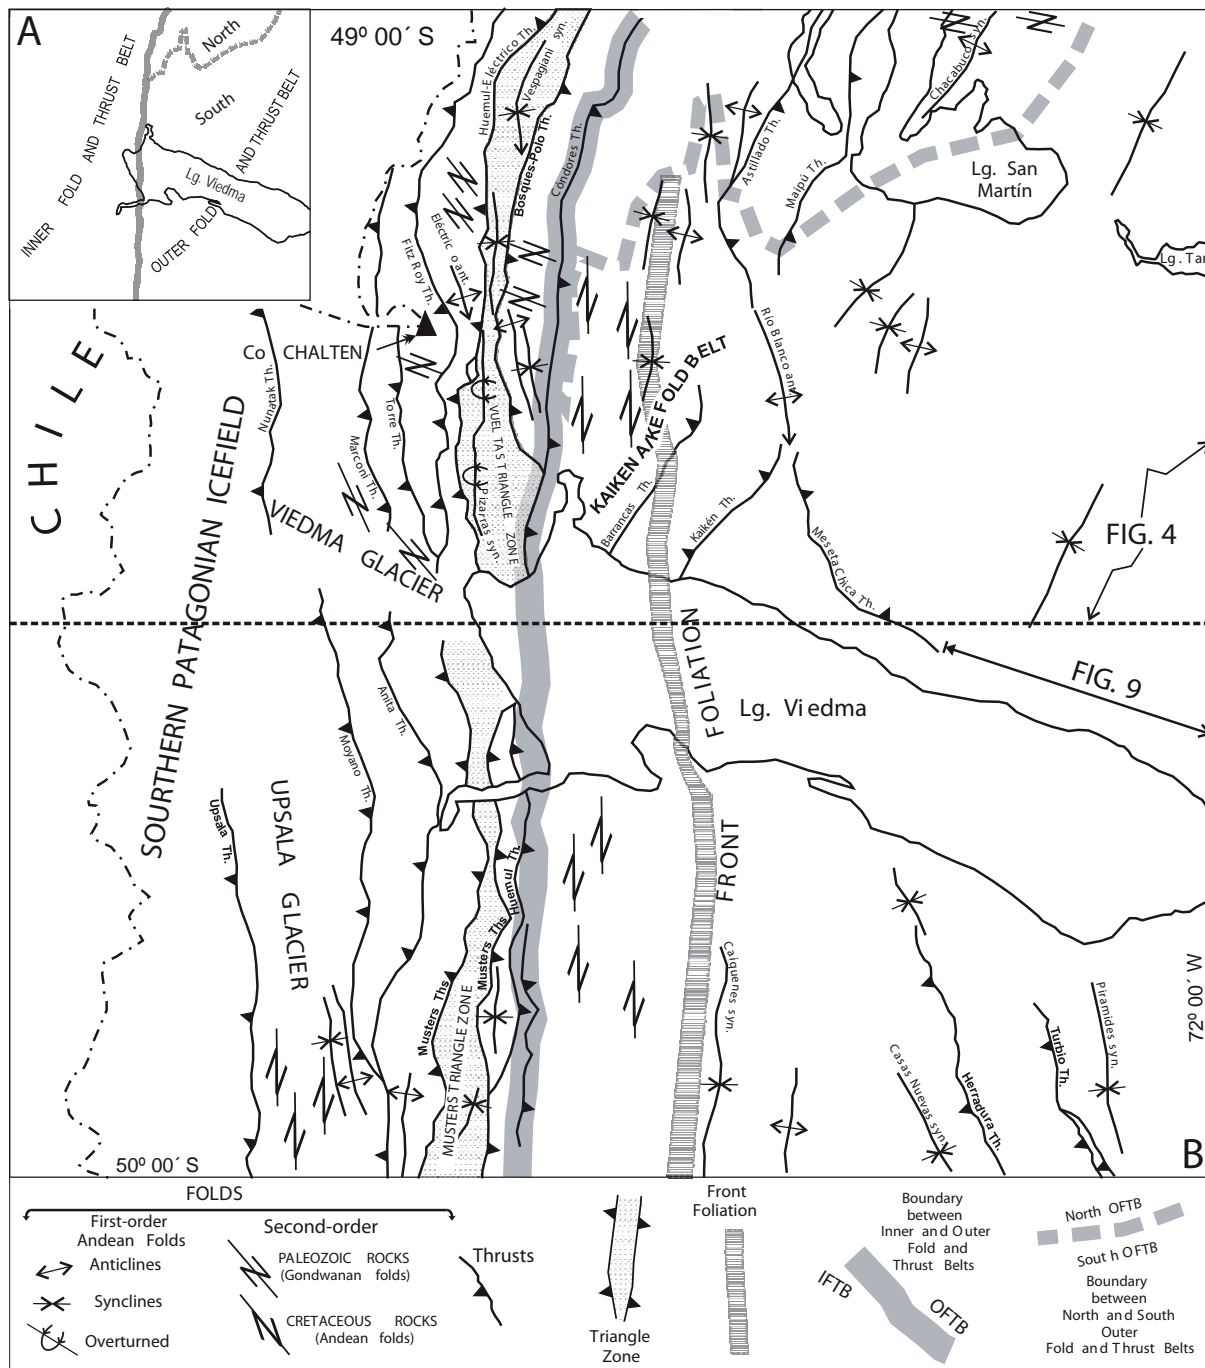 A
INNER FOLD AND THRUST BELT
North
South
OUTER FOLD AND THRUST BELT
Lg. Viedma
49º 00´ S
Huemul-Eléctrico Th.
Vespagiani syn.
Bosques-Polo Th.
Cóndores Th.
Eléctrico ant.
Fitz Roy Th.
Astillado Th.
Maipú Th.
Chacabuco syn.
Lg. San
Martín
Lg. Tar
CHILE
Co CHALTEN
Nunatak Th.
Torre Th.
Marconi Th.
VUELTAS TRIANGLE ZONE
Pizarras syn.
KAIKEN AIKE FOLD BELT
Río Blanco ant.
Barrancas Th.
Kaikén Th.
Meseta Chica Th.
FIG. 4
FIG. 9
SOURTHERN PATAGONIAN ICEFIELD
VIEDMA GLACIER
FOLIATION
FRONT
Lg. Viedma
Anita Th.
Moyano Th.
Upsala Th.
UPSALA GLACIER
Huemul Th.
Musters Ths
Musters Ths
MUSTERS TRIANGLE ZONE
Caiquenes syn.
Casas Nuevas syn.
Herradura Th.
Turbio Th.
Piramides syn.
72º 00´ W
50º 00´ S
B
FOLDS
First-order
Andean Folds
Anticlines
Synclines
Overturned
Second-order
PALEOZOIC ROCKS
(Gondwanan folds)
CRETACEOUS ROCKS
(Andean folds)
Thrusts
Triangle
Zone
Front
Foliation
Boundary
between
Inner and Outer
Fold and
Thrust Belts
IFTB
OFTB
North OFTB
South OFTB
Boundary
between
North and South
Outer
Fold and Thrust Belts